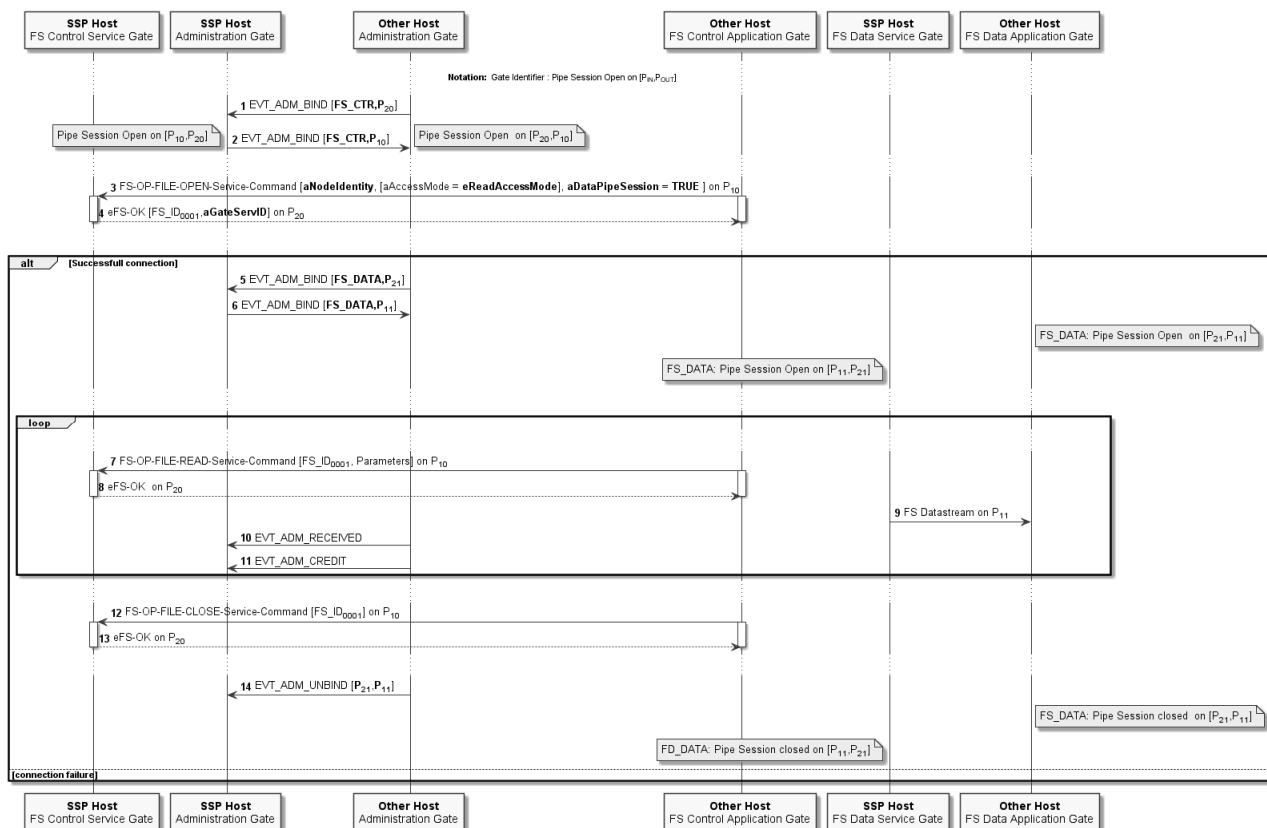 SSP Host
FS Control Service Gate
SSP Host
Administration Gate
Other Host
Administration Gate
Other Host
FS Control Application Gate
SSP Host
FS Data Service Gate
Other Host
FS Data Application Gate
Notation: Gate Identifier : Pipe Session Open on [PIN,POUT]
1 EVT_ADM_BIND [FS_CTR,P20]
Pipe Session Open on [P10,P20]
2 EVT_ADM_BIND [FS_CTR,P10]
Pipe Session Open on [P20,P10]
3 FS-OP-FILE-OPEN-Service-Command [aNodeIdentity, [aAccessMode = eReadAccessMode], aDataPipeSession = TRUE ] on P10
4 eFS-OK [FS_ID0001,aGateServID] on P20
alt [Successfull connection]
5 EVT_ADM_BIND [FS_DATA,P21]
6 EVT_ADM_BIND [FS_DATA,P11]
FS_DATA: Pipe Session Open on [P21,P11]
FS_DATA: Pipe Session Open on [P11,P21]
loop
7 FS-OP-FILE-READ-Service-Command [FS_ID0001, Parameters] on P10
8 eFS-OK on P20
9 FS Datastream on P11
10 EVT_ADM_RECEIVED
11 EVT_ADM_CREDIT
12 FS-OP-FILE-CLOSE-Service-Command [FS_ID0001] on P10
13 eFS-OK on P20
14 EVT_ADM_UNBIND [P21,P11]
FS_DATA: Pipe Session closed on [P21,P11]
FD_DATA: Pipe Session closed on [P11,P21]
[connection failure]
SSP Host
FS Control Service Gate
SSP Host
Administration Gate
Other Host
Administration Gate
Other Host
FS Control Application Gate
SSP Host
FS Data Service Gate
Other Host
FS Data Application Gate